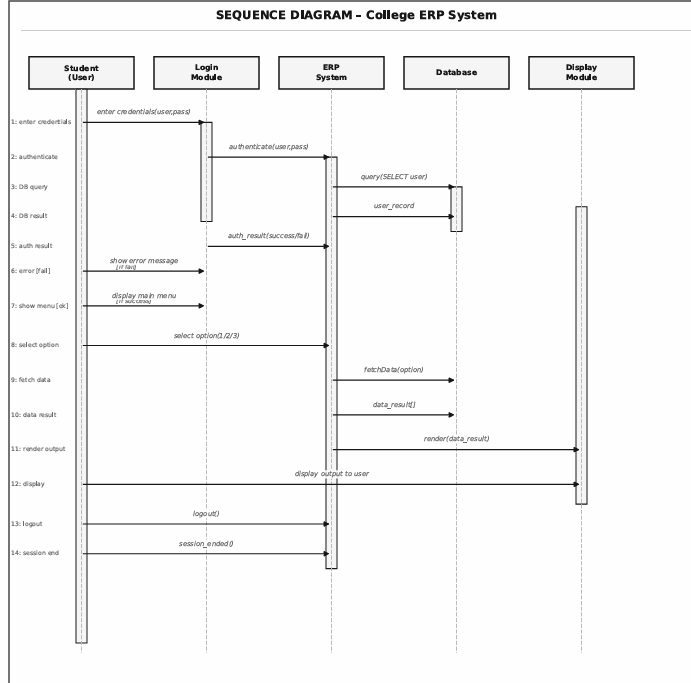 SEQUENCE DIAGRAM – College ERP System
Student
(User)
Login
Module
ERP
System
Database
Display
Module
1: enter credentials
enter credentials(user,pass)
2: authenticate
authenticate(user,pass)
3: DB query
query(SELECT user)
4: DB result
user_record
5: auth result
auth_result(success/fail)
6: error [fail]
show error message
[if fail]
7: show menu [ok]
display main menu
[if success]
8: select option
select option(1/2/3)
9: fetch data
fetchData(option)
10: data result
data_result[]
11: render output
render(data_result)
12: display
display output to user
13: logout
logout()
14: session end
session_ended()